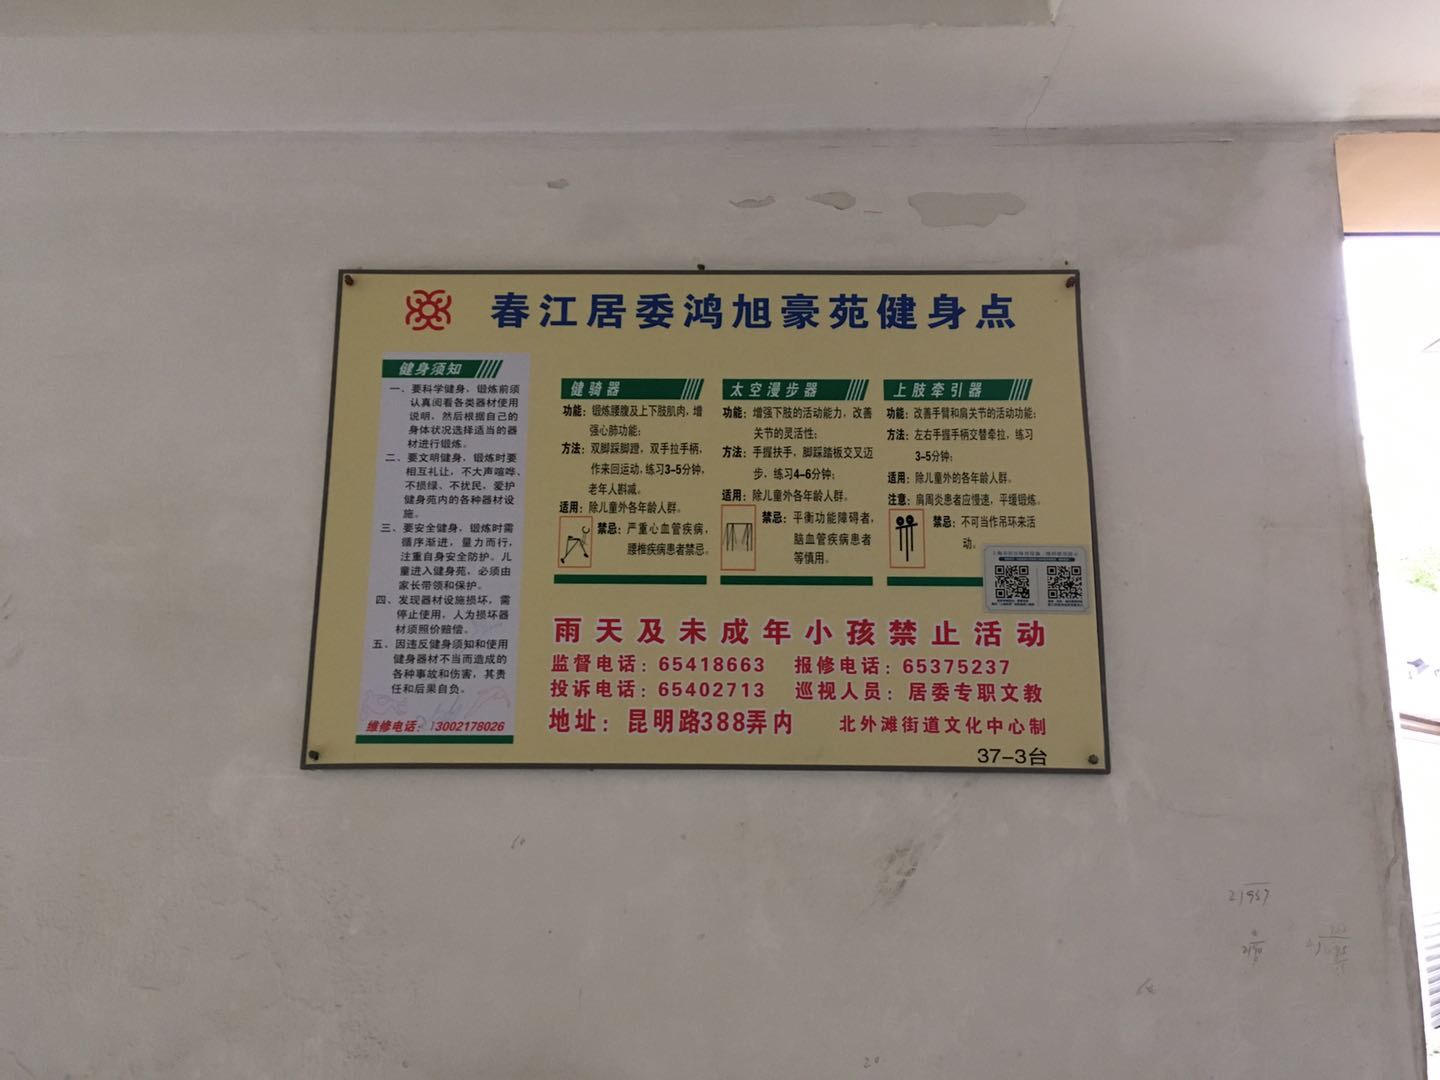 春江居委鸿旭豪苑健身点
健身须知
一、要科学健身，锻炼前须
认真阅看各类器材使用
说明，然后根据自己的
身体状况选择适当的器
材进行锻炼。
二、要文明健身，锻炼时要
相互礼让，不大声喧哗、
不损绿、不扰民，爱护
健身苑内的各种器材设
施。
三、要安全健身，锻炼时需
循序渐进，量力而行，
注重自身安全防护。儿
童进入健身苑，必须由
家长带领和保护。
四、发现器材设施损坏，需
停止使用，人为损坏器
材须照价赔偿。
五、因违反健身须知和使用
健身器材不当而造成的
各种事故和伤害，其责
任和后果自负。
维修电话：13002178026
健骑器
功能：锻炼腰腹及上下肢肌肉，增
强心肺功能；
方法：双脚踩脚蹬，双手拉手柄，
作来回运动，练习3-5分钟，
老年人斟减。
适用：除儿童外各年龄人群。
禁忌：严重心血管疾病，
腰椎疾病患者禁忌。
太空漫步器
功能：增强下肢的活动能力，改善
关节的灵活性；
方法：手握扶手，脚踩踏板交叉迈
步，练习4-6分钟；
适用：除儿童外各年龄人群。
禁忌：平衡功能障碍者，
脑血管疾病患者
等慎用。
上肢牵引器
功能：改善手臂和肩关节的活动功能；
方法：左右手握手柄交替牵拉，练习
3-5分钟；
适用：除儿童外的各年龄人群。
注意：肩周炎患者应慢速，平缓锻炼。
禁忌：不可当作吊环来活
动。
雨天及未成年小孩禁止活动
监督电话：65418663 报修电话：65375237
投诉电话：65402713 巡视人员：居委专职文教
地址：昆明路388弄内 北外滩街道文化中心制
37-3台